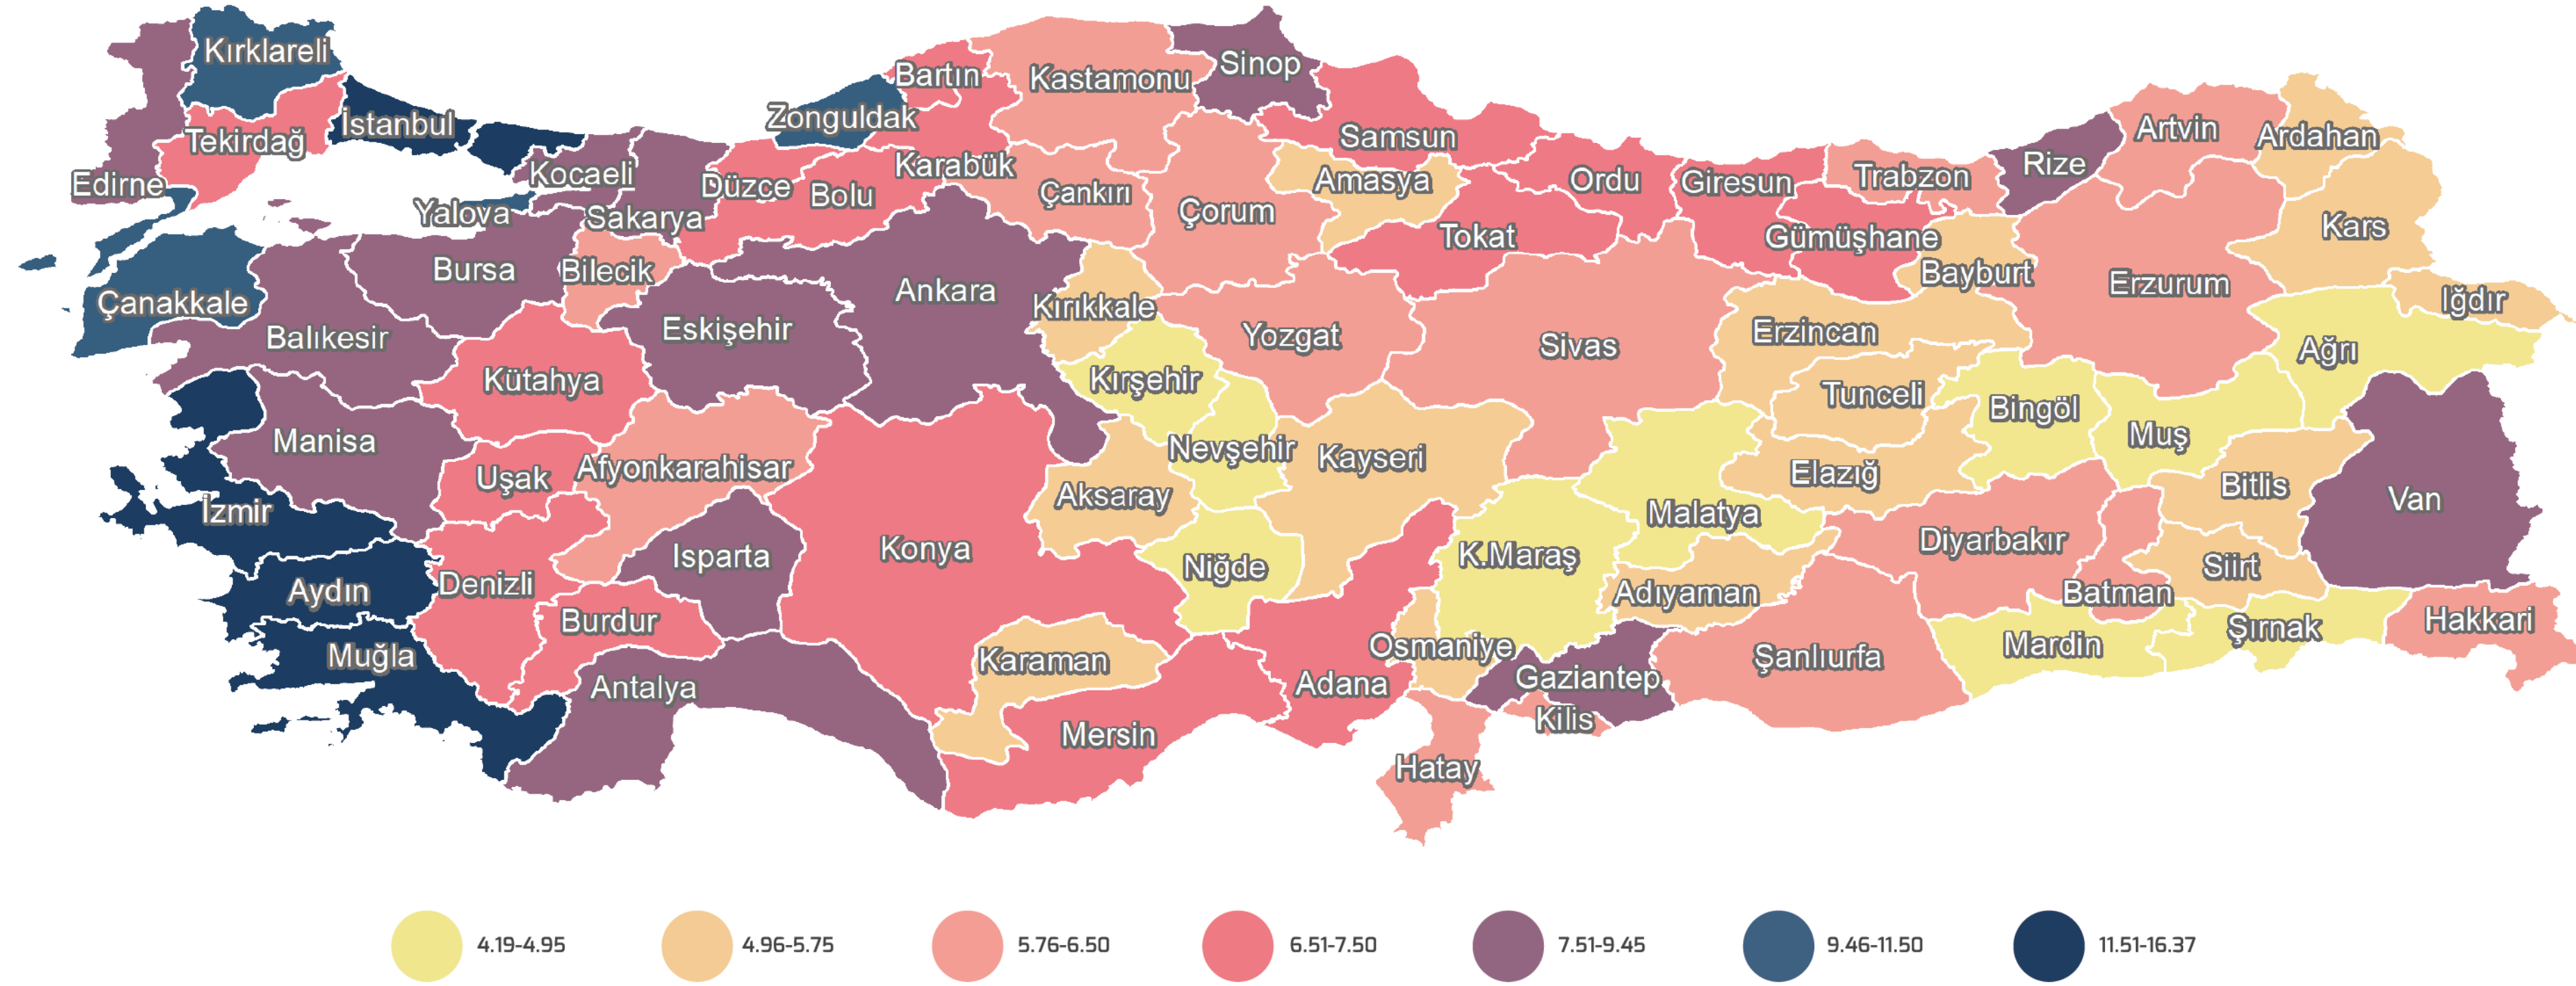 Kırklareli
Sinop
Bartın
Kastamonu
Zonguldak
İstanbul
Tekirdağ
Samsun
Artvin
Ardahan
Karabük
Rize
Kocaeli
Edirne
Düzce
Bolu
Çankırı
Amasya
Ordu
Giresun
Trabzon
Yalova
Sakarya
Çorum
Tokat
Gümüşhane
Kars
Bursa
Bilecik
Bayburt
Ankara
Erzurum
Çanakkale
Kırıkkale
Iğdır
Balıkesir
Eskişehir
Yozgat
Sivas
Erzincan
Ağrı
Kütahya
Kırşehir
Tunceli
Bingöl
Manisa
Muş
Nevşehir
Kayseri
Afyonkarahisar
Uşak
Elazığ
Bitlis
Aksaray
Van
İzmir
Malatya
Diyarbakır
Konya
Isparta
K.Maraş
Niğde
Siirt
Denizli
Aydın
Adıyaman
Batman
Burdur
Hakkari
Şırnak
Osmaniye
Mardin
Muğla
Karaman
Şanlıurfa
Gaziantep
Adana
Antalya
Kilis
Mersin
Hatay
4.19-4.95
4.96-5.75
5.76-6.50
6.51-7.50
7.51-9.45
9.46-11.50
11.51-16.37